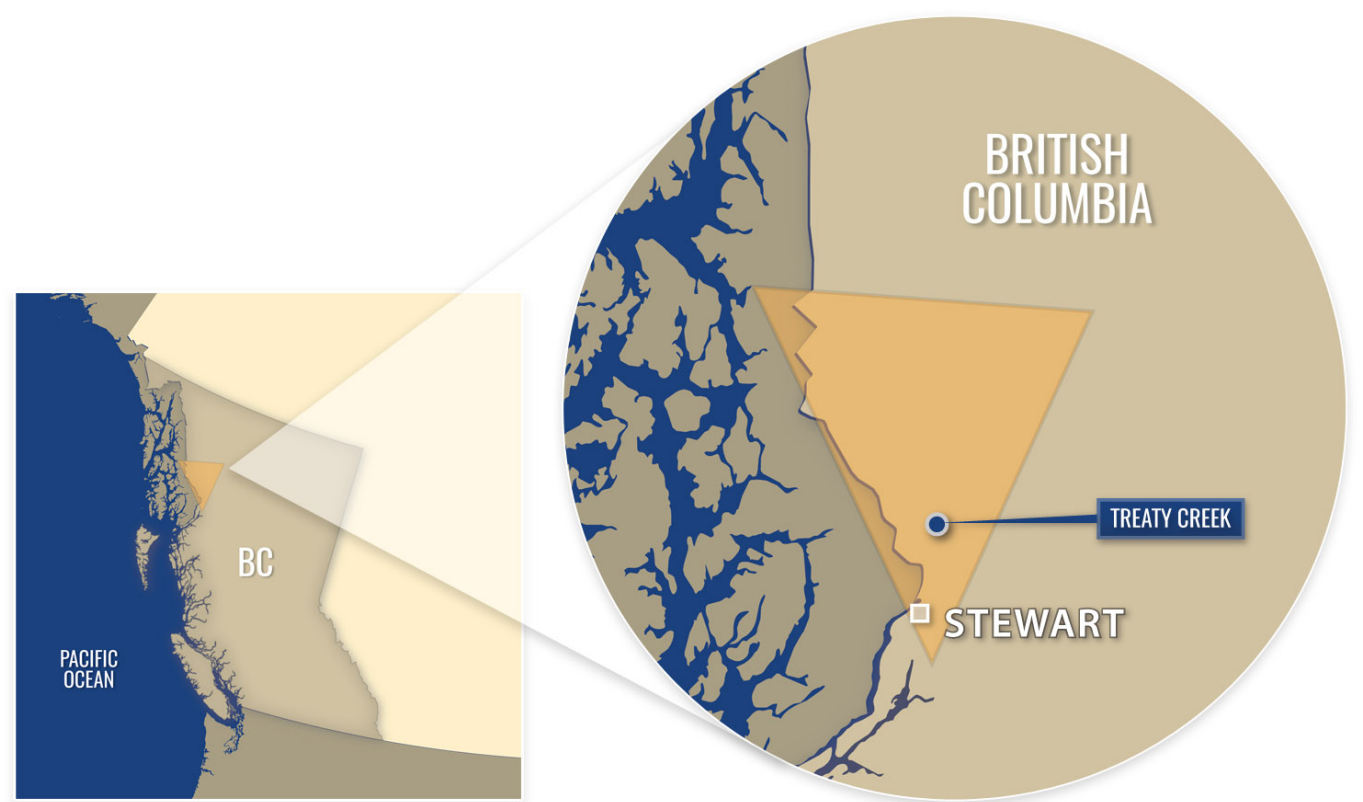 BRITISH
COLUMBIA
TREATY CREEK
STEWART
BC
PACIFIC
OCEAN